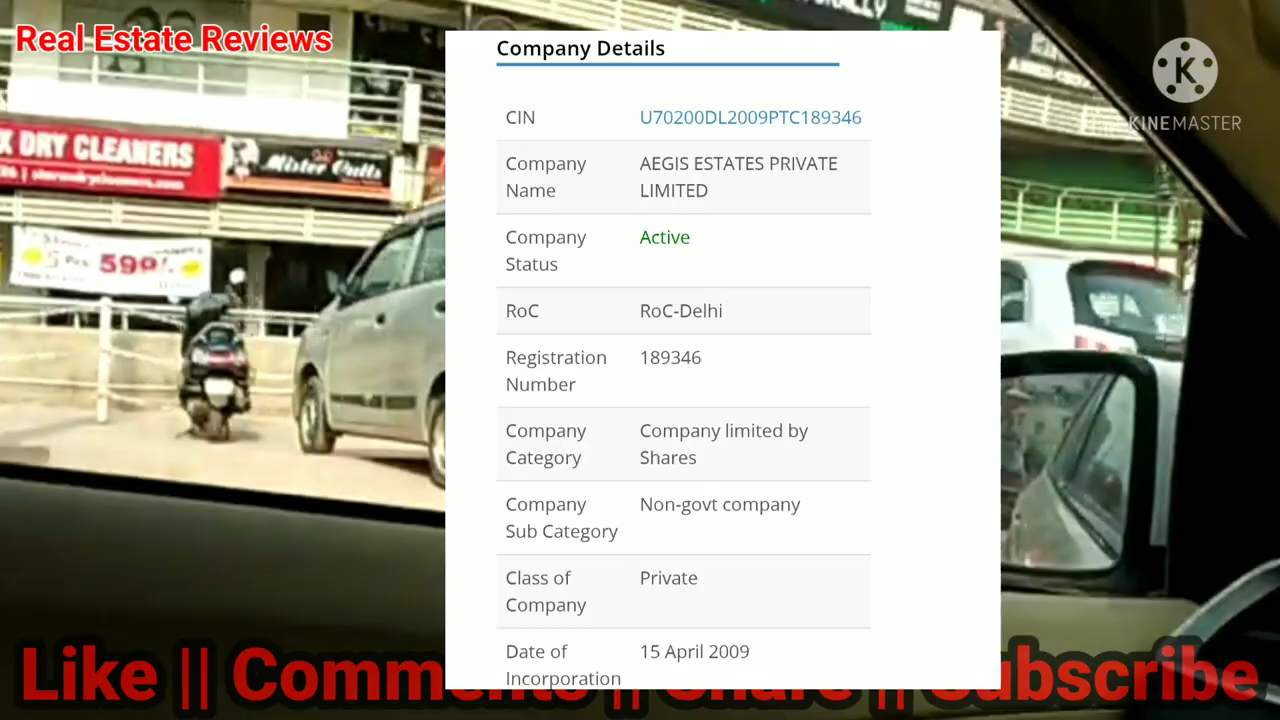 Real Estate Reviews
Company Details
CIN U70200DL2009PTC189346
Company Name AEGIS ESTATES PRIVATE LIMITED
Company Status Active
RoC RoC-Delhi
Registration Number 189346
Company Category Company limited by Shares
Company Sub Category Non-govt company
Class of Company Private
Date of Incorporation 15 April 2009
K
KINEMASTER
X DRY CLEANERS
Mister Cutts
599/-
Like || Comments || Share || Subscribe